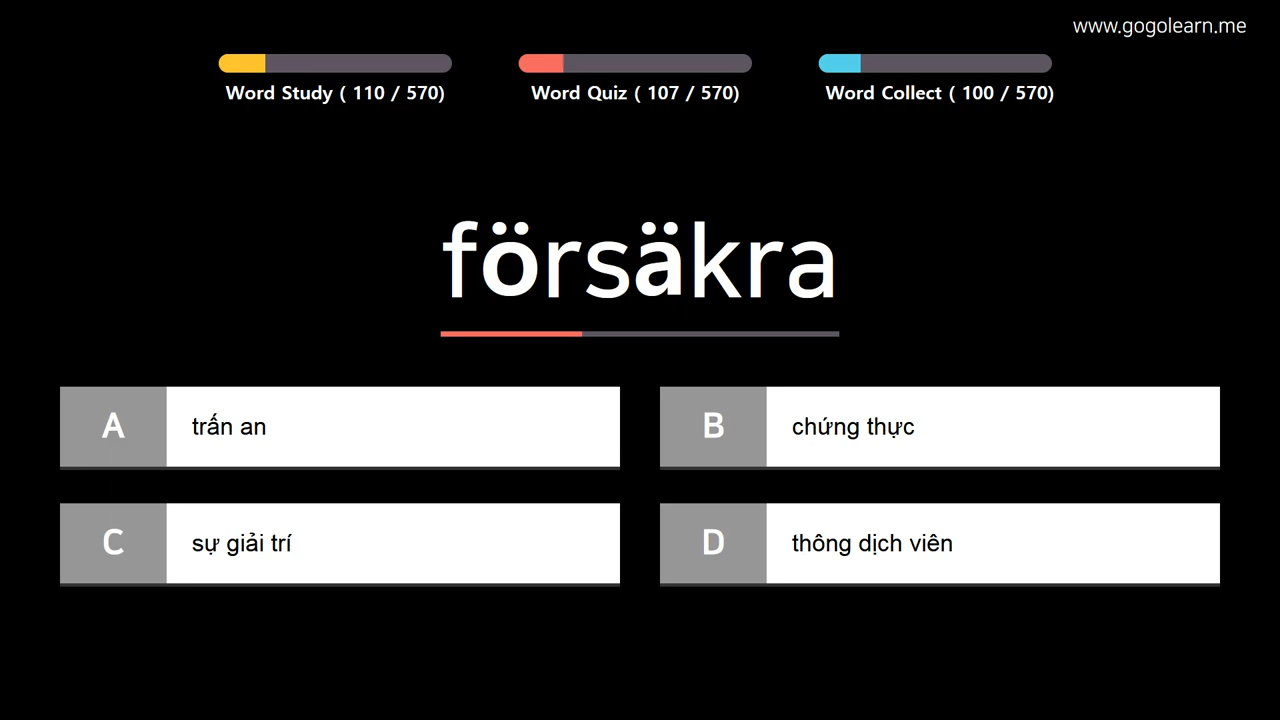 www.gogolearn.me
Word Study ( 110 / 570)
Word Quiz ( 107 / 570)
Word Collect ( 100 / 570)
försäkra
A trấn an
B chứng thực
C sự giải trí
D thông dịch viên